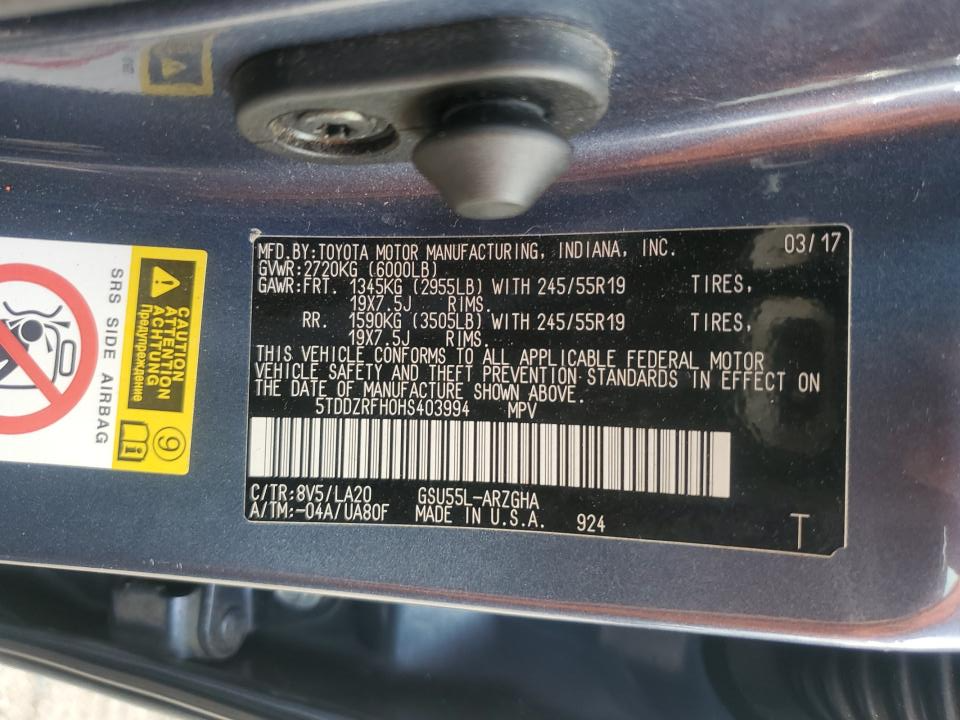 MFD.BY:TOYOTA MOTOR MANUFACTURING, INDIANA, INC. 03/17
GVWR:2720KG (6000LB)
GAWR:FRT. 1345KG (2955LB) WITH 245/55R19 TIRES,
19X7.5J RIMS.
RR. 1590KG (3505LB) WITH 245/55R19 TIRES,
19X7.5J RIMS.
THIS VEHICLE CONFORMS TO ALL APPLICABLE FEDERAL MOTOR
VEHICLE SAFETY AND THEFT PREVENTION STANDARDS IN EFFECT ON
THE DATE OF MANUFACTURE SHOWN ABOVE.
5TDDZRFH0HS403994 MPV
C/TR:8V5/LA20 GSU55L-ARZGHA
A/TM:-04A/UA80F MADE IN U.S.A. 924
T
CAUTION
ATTENTION
ACHTUNG
Предупреждение
9
SRS SIDE AIRBAG